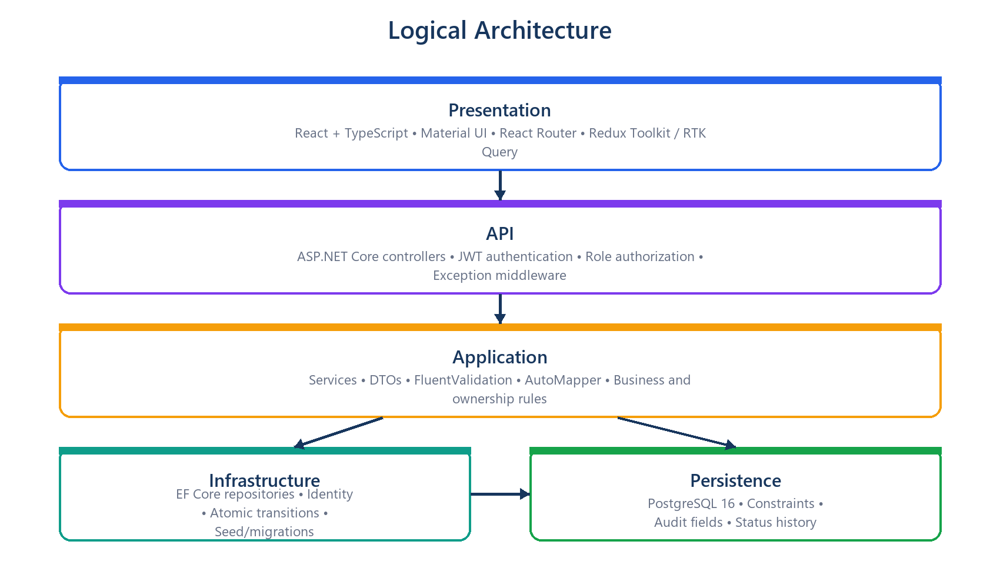 Logical Architecture
Presentation
React + TypeScript • Material UI • React Router • Redux Toolkit / RTK
Query
API
ASP.NET Core controllers • JWT authentication • Role authorization •
Exception middleware
Application
Services • DTOs • FluentValidation • AutoMapper • Business and
ownership rules
Infrastructure
EF Core repositories • Identity
• Atomic transitions •
Seed/migrations
Persistence
PostgreSQL 16 • Constraints •
Audit fields • Status history